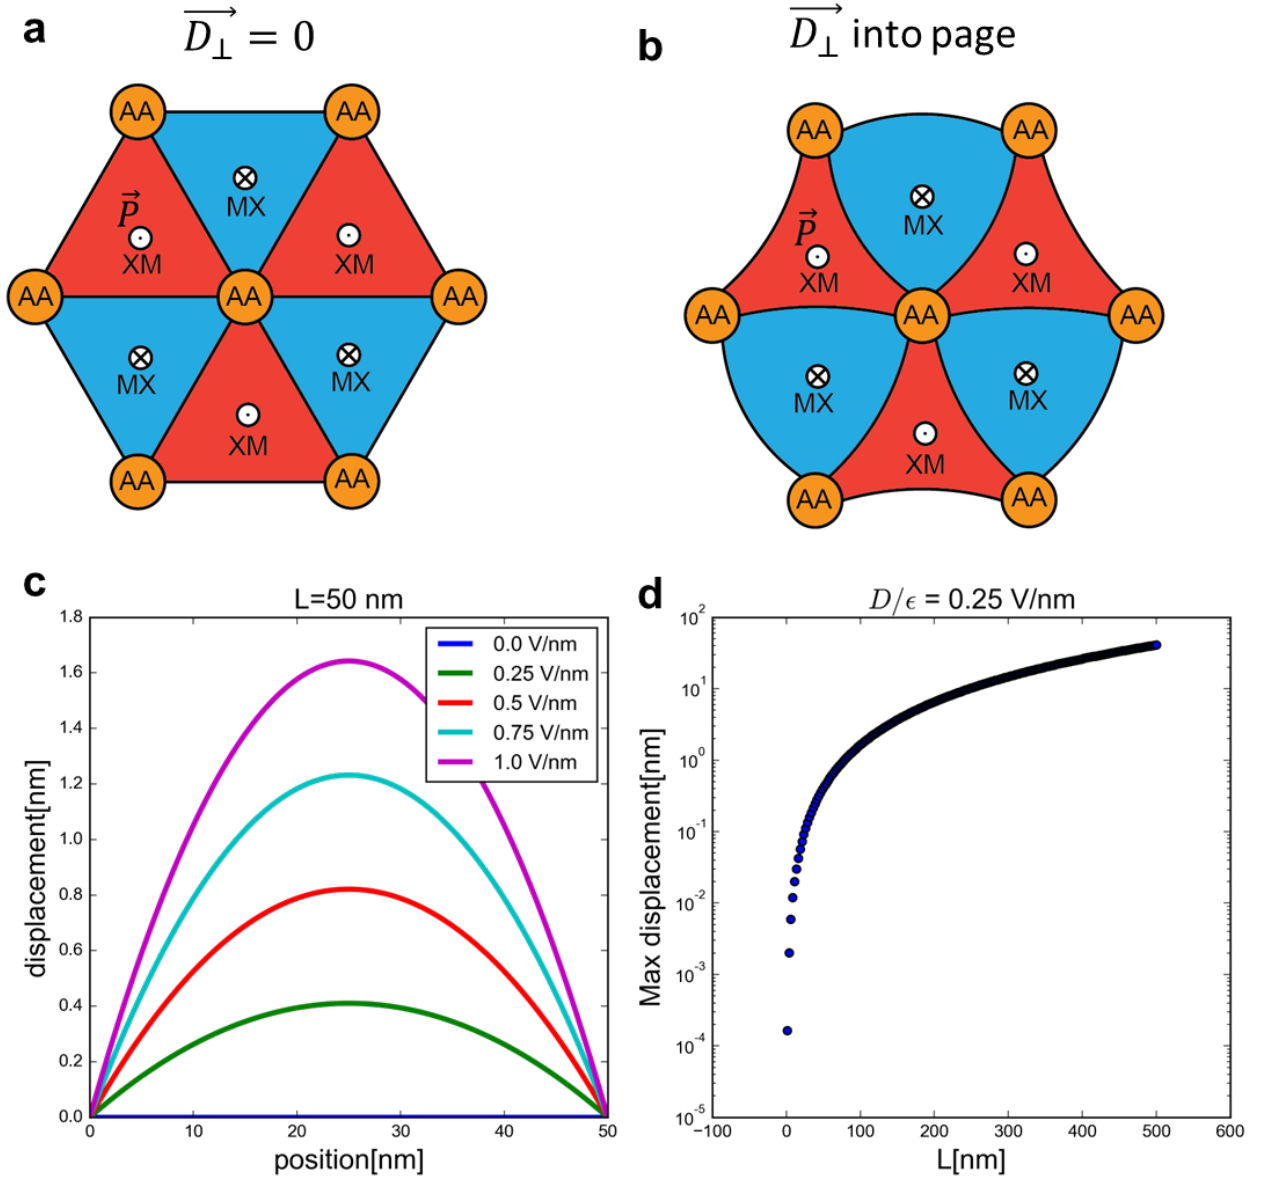 a
D⊥ = 0
AA AA
MX
P
XM XM
AA AA AA
MX MX
XM
AA AA
b
D⊥ into page
AA AA
MX
P
XM XM
AA AA AA
MX MX
XM
AA AA
c
L=50 nm
displacement[nm]
1.8
1.6
1.4
1.2
1.0
0.8
0.6
0.4
0.2
0.0
0.0 V/nm
0.25 V/nm
0.5 V/nm
0.75 V/nm
1.0 V/nm
0 10 20 30 40 50
position[nm]
d
D/ϵ = 0.25 V/nm
Max displacement[nm]
10²
10¹
10⁰
10⁻¹
10⁻²
10⁻³
10⁻⁴
10⁻⁵
−100 0 100 200 300 400 500 600
L[nm]